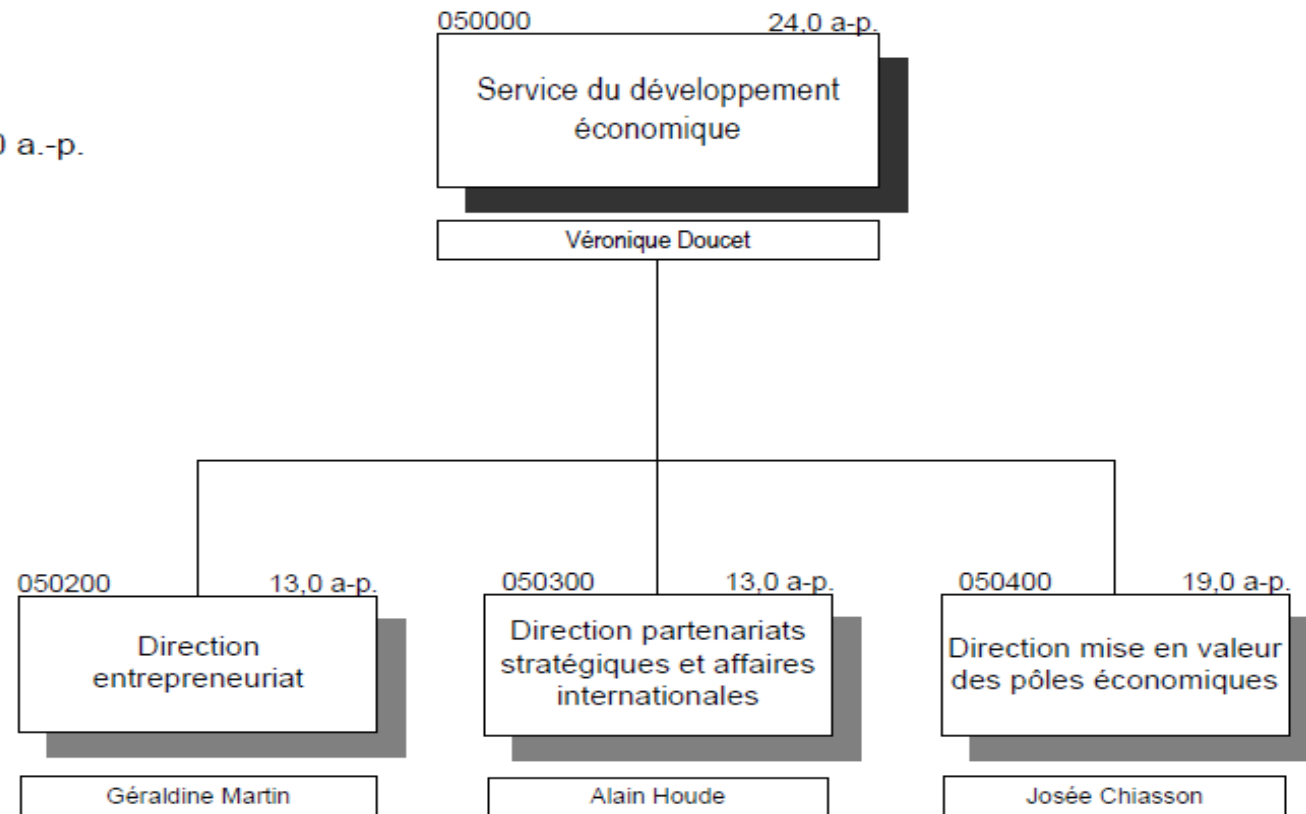 050000 24,0 a-p.
Service du développement
économique
0 a.-p.
Véronique Doucet
050200 13,0 a-p. 050300 13,0 a-p. 050400 19,0 a-p.
Direction
entrepreneuriat
Direction partenariats
stratégiques et affaires
internationales
Direction mise en valeur
des pôles économiques
Géraldine Martin
Alain Houde
Josée Chiasson